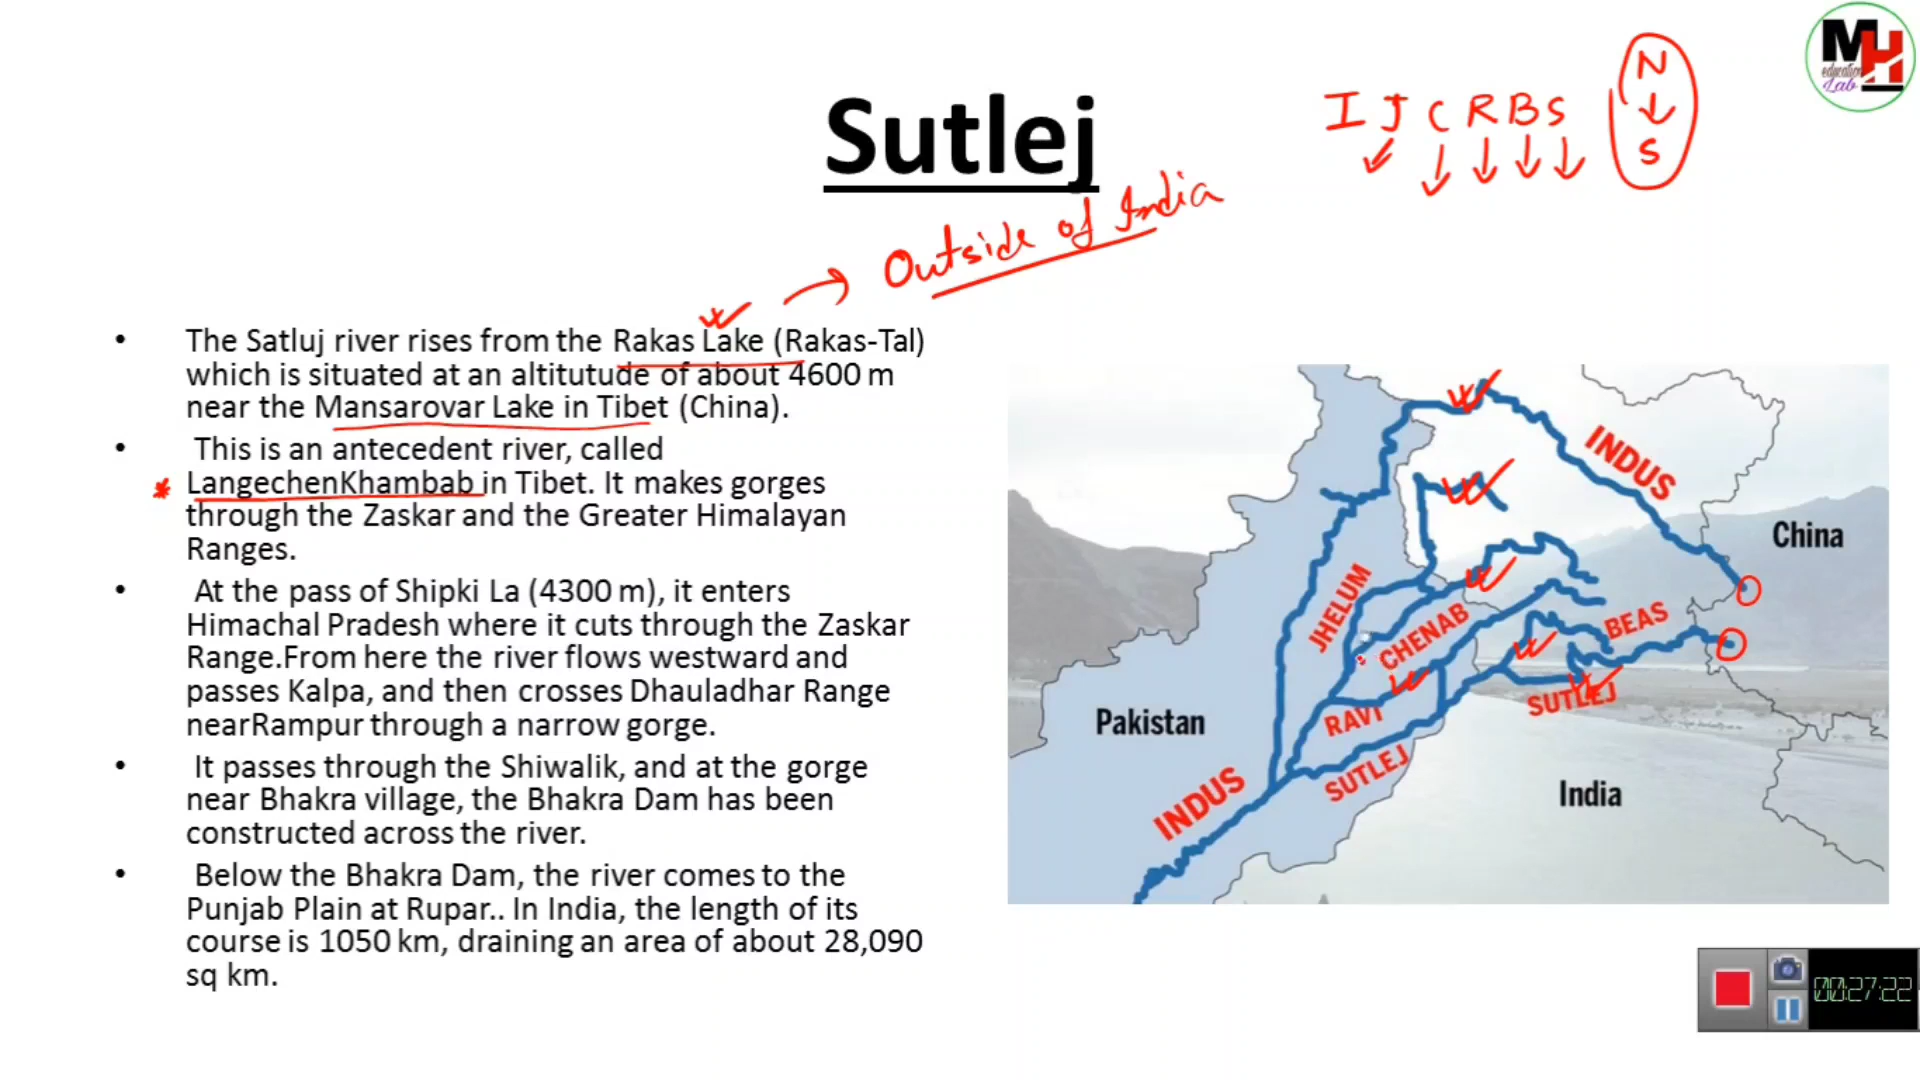 MH
education
Lab
I J C R B S
N
S
Sutlej
Outside of India
• The Satluj river rises from the Rakas Lake (Rakas-Tal)
which is situated at an altitutude of about 4600 m
near the Mansarovar Lake in Tibet (China).
• This is an antecedent river, called
LangechenKhambab in Tibet. It makes gorges
through the Zaskar and the Greater Himalayan
Ranges.
• At the pass of Shipki La (4300 m), it enters
Himachal Pradesh where it cuts through the Zaskar
Range.From here the river flows westward and
passes Kalpa, and then crosses Dhauladhar Range
nearRampur through a narrow gorge.
• It passes through the Shiwalik, and at the gorge
near Bhakra village, the Bhakra Dam has been
constructed across the river.
• Below the Bhakra Dam, the river comes to the
Punjab Plain at Rupar.. In India, the length of its
course is 1050 km, draining an area of about 28,090
sq km.
INDUS
China
JHELUM
CHENAB
BEAS
SUTLEJ
Pakistan
RAVI
SUTLEJ
INDUS
India
00:27:22